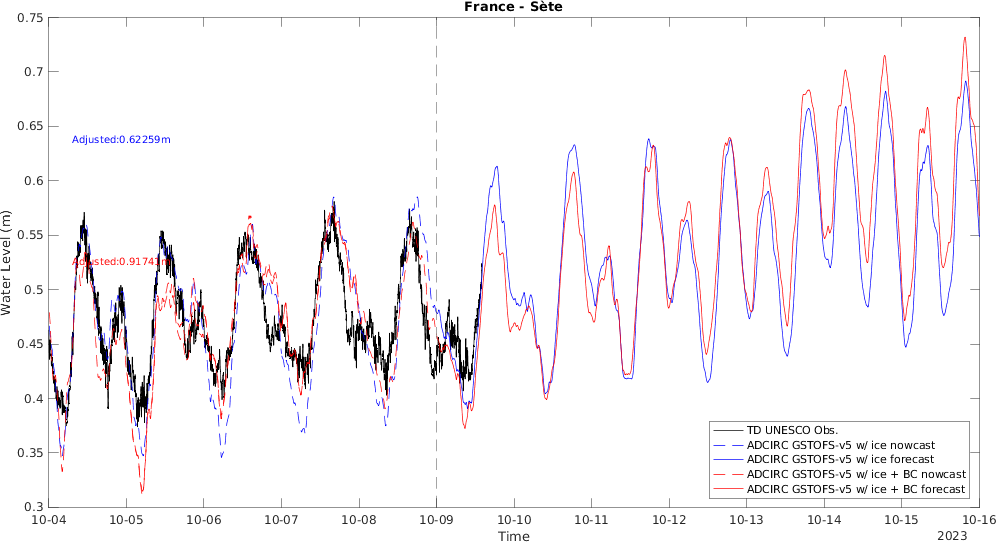 France - Sète
0.75
0.7
0.65
0.6
0.55
0.5
0.45
0.4
0.35
0.3
Water Level (m)
Adjusted:0.62259m
TD UNESCO Obs.
ADCIRC GSTOFS-v5 w/ ice nowcast
ADCIRC GSTOFS-v5 w/ ice forecast
ADCIRC GSTOFS-v5 w/ ice + BC nowcast
ADCIRC GSTOFS-v5 w/ ice + BC forecast
10-04 10-05 10-06 10-07 10-08 10-09 10-10 10-11 10-12 10-13 10-14 10-15 10-16
Time
2023